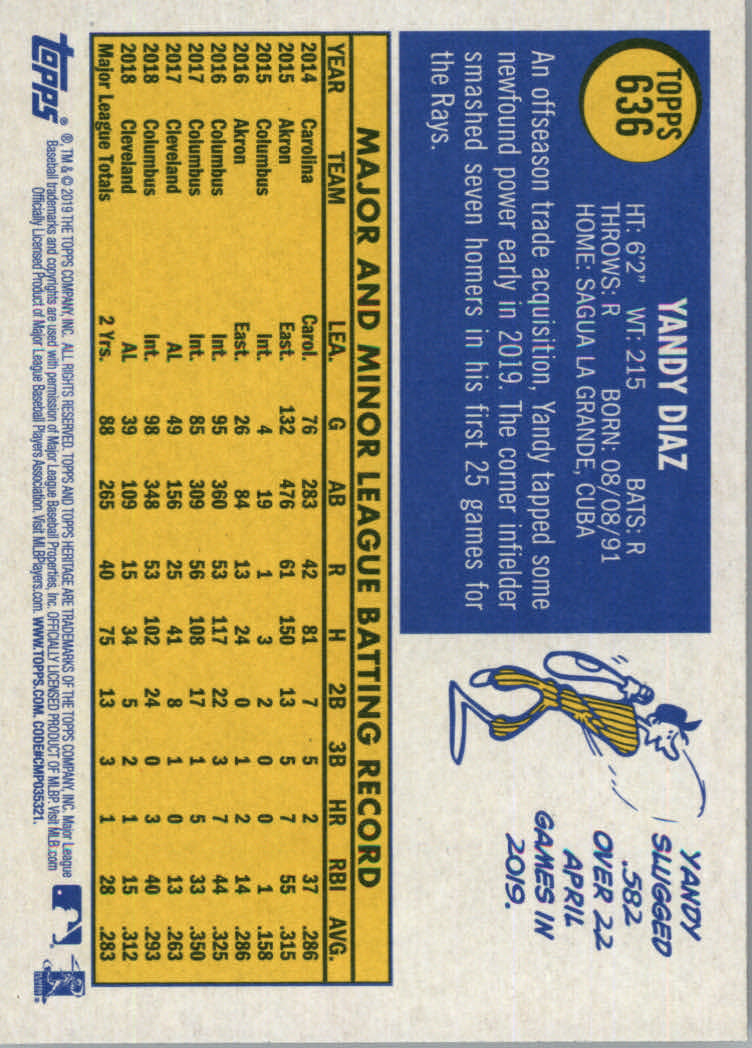 TOPPS
636
YANDY DIAZ
HT: 6'2" WT: 215 BATS: R
THROWS: R BORN: 08/08/91
HOME: SAGUA LA GRANDE, CUBA
An offseason trade acquisition, Yandy tapped some
newfound power early in 2019. The corner infielder
smashed seven homers in his first 25 games for
the Rays.
YANDY
SLUGGED
.582
OVER 22
APRIL
GAMES IN
2019.
MAJOR AND MINOR LEAGUE BATTING RECORD
YEAR TEAM LEA. G AB R H 2B 3B HR RBI AVG.
2014 Carolina Carol. 76 283 42 81 7 5 2 37 .286
2015 Akron East. 132 476 61 150 13 5 7 55 .315
2015 Columbus Int. 4 19 1 3 2 0 0 1 .158
2016 Akron East. 26 84 13 24 0 1 2 14 .286
2016 Columbus Int. 95 360 53 117 22 3 7 44 .325
2017 Columbus Int. 85 309 56 108 17 1 5 33 .350
2017 Cleveland AL 49 156 25 41 8 1 0 13 .263
2018 Columbus Int. 98 348 53 102 24 0 3 40 .293
2018 Cleveland AL 39 109 15 34 5 2 1 15 .312
Major League Totals 2 Yrs. 88 265 40 75 13 3 1 28 .283
topps®
®, TM & © 2019 THE TOPPS COMPANY, INC. ALL RIGHTS RESERVED. TOPPS AND TOPPS HERITAGE ARE TRADEMARKS OF THE TOPPS COMPANY, INC. Major League
Baseball trademarks and copyrights are used with permission of Major League Baseball Properties, Inc. OFFICIALLY LICENSED PRODUCT OF MLBP. Visit MLB.com
Officially Licensed Product of Major League Baseball Players Association. Visit MLBPlayers.com. WWW.TOPPS.COM. CODE#CMP035321.